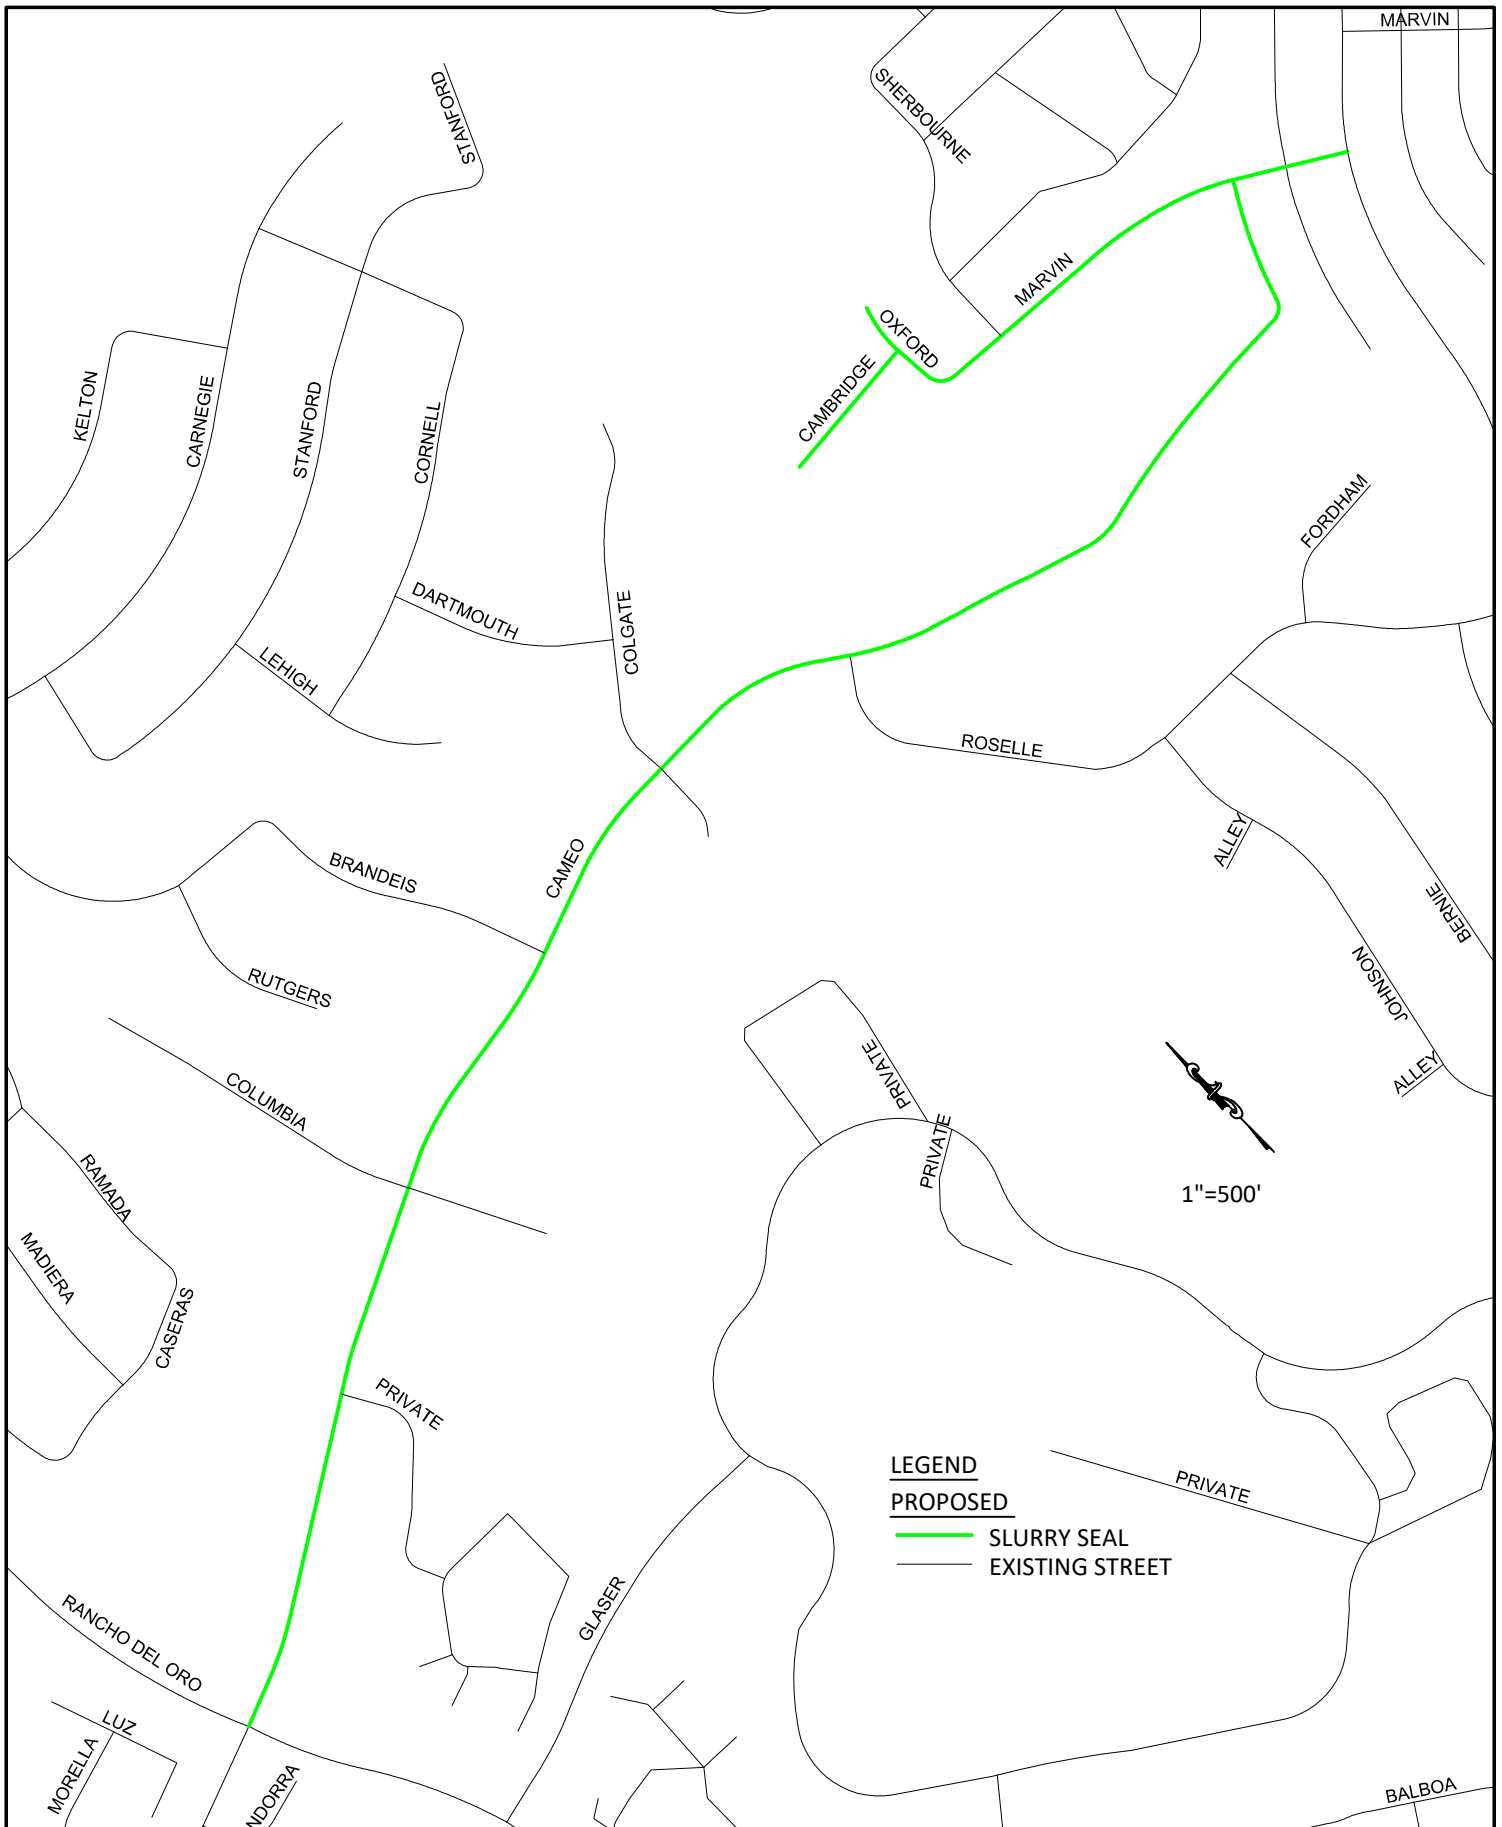 MARVIN
STANFORD
SHERBOURNE
MARVIN
OXFORD
CAMBRIDGE
KELTON
CARNEGIE
STANFORD
CORNELL
FORDHAM
DARTMOUTH
COLGATE
LEHIGH
ROSELLE
ALLEY
CAMEO
BRANDEIS
BERNIE
RUTGERS
JOHNSON
PRIVATE
ALLEY
COLUMBIA
PRIVATE
RAMADA
1"=500'
MADIERA
CASERAS
PRIVATE
LEGEND
PRIVATE
PROPOSED
SLURRY SEAL
EXISTING STREET
GLASER
RANCHO DEL ORO
LUZ
MORELLA
NDORRA
BALBOA